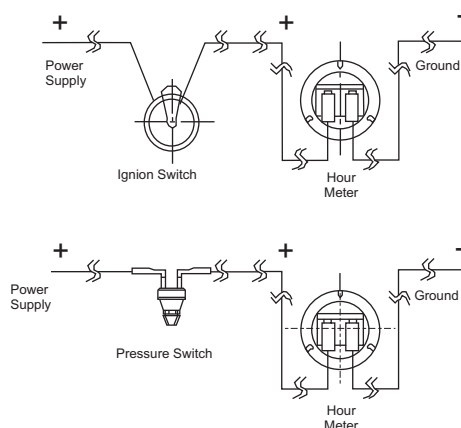 +
+
-
Power
Supply
Ground
Ignion Switch
Hour
Meter
+
+
-
Power
Supply
Ground
Pressure Switch
Hour
Meter